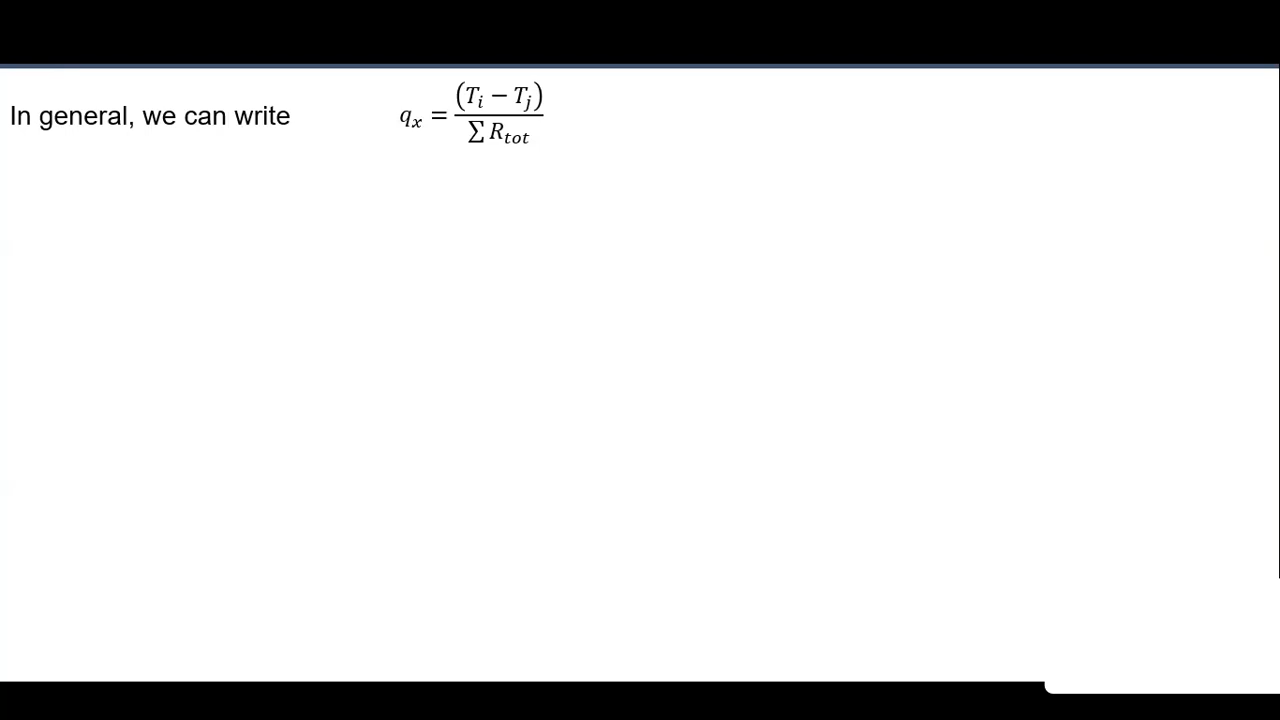 In general, we can write q_x = (T_i − T_j) / ∑ R_tot